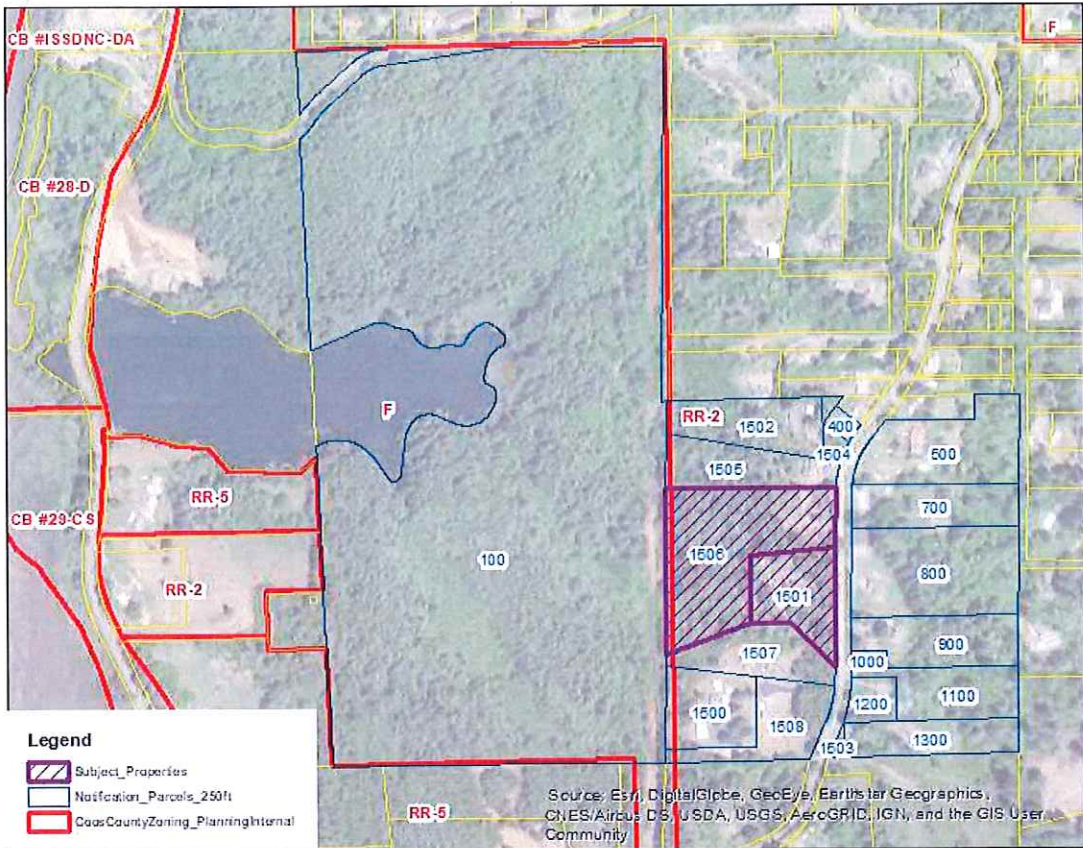 CB #ISSDNC-DA
F
CB #28-D
F
RR-2
1502
400
1504
500
1505
RR-5
700
CB #29-CS
1506
100
800
RR-2
1501
1507
900
1000
1500
1508
1200
1100
1503
1300
RR-5
Legend
Subject_Properties
Notification_Parcels_250ft
CoosCountyZoning_PlanningInternal
Source: Esri, DigitalGlobe, GeoEye, Earthstar Geographics,
CNES/Airbus DS, USDA, USGS, AeroGRID, IGN, and the GIS User
Community